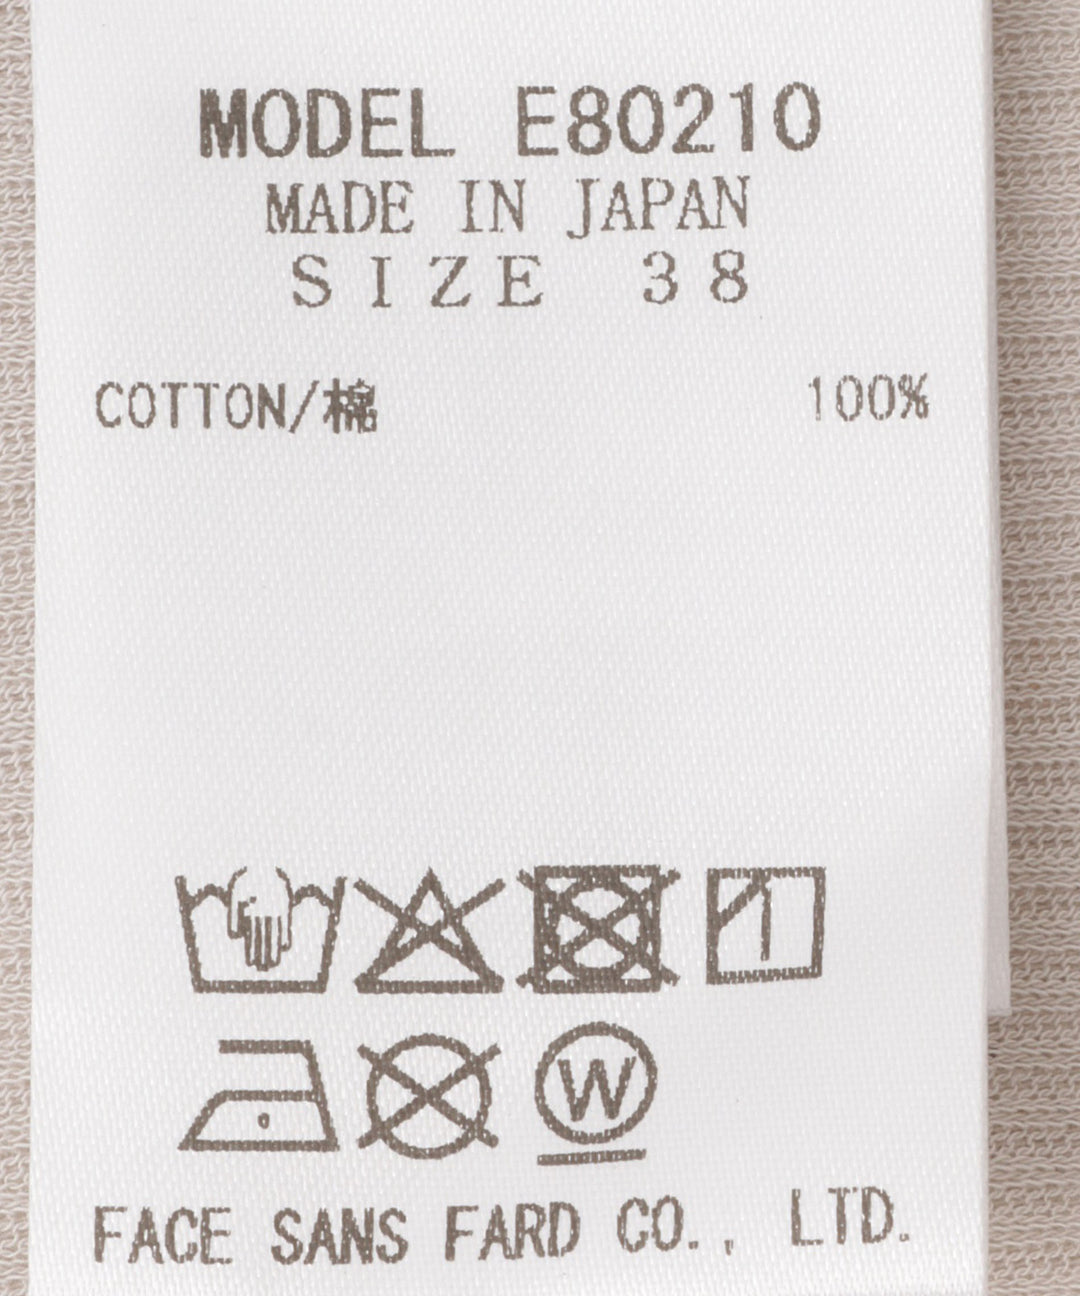 MODEL E80210
MADE IN JAPAN
SIZE 38
COTTON/棉 100%
W
FACE SANS FARD CO., LTD.